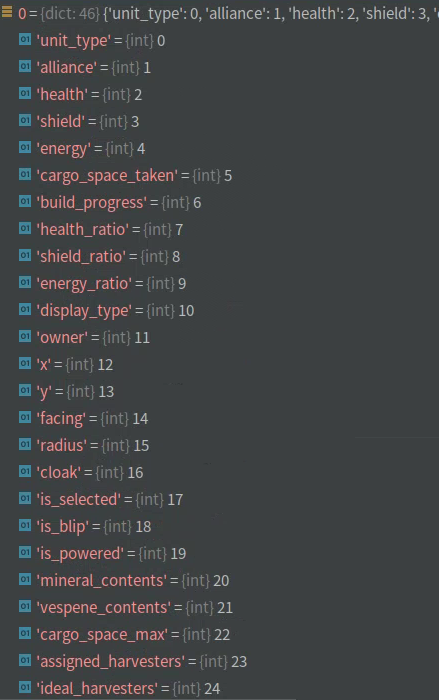 0 = {dict: 46} {'unit_type': 0, 'alliance': 1, 'health': 2, 'shield': 3, '
01 'unit_type' = {int} 0
01 'alliance' = {int} 1
01 'health' = {int} 2
01 'shield' = {int} 3
01 'energy' = {int} 4
01 'cargo_space_taken' = {int} 5
01 'build_progress' = {int} 6
01 'health_ratio' = {int} 7
01 'shield_ratio' = {int} 8
01 'energy_ratio' = {int} 9
01 'display_type' = {int} 10
01 'owner' = {int} 11
01 'x' = {int} 12
01 'y' = {int} 13
01 'facing' = {int} 14
01 'radius' = {int} 15
01 'cloak' = {int} 16
01 'is_selected' = {int} 17
01 'is_blip' = {int} 18
01 'is_powered' = {int} 19
01 'mineral_contents' = {int} 20
01 'vespene_contents' = {int} 21
01 'cargo_space_max' = {int} 22
01 'assigned_harvesters' = {int} 23
01 'ideal_harvesters' = {int} 24